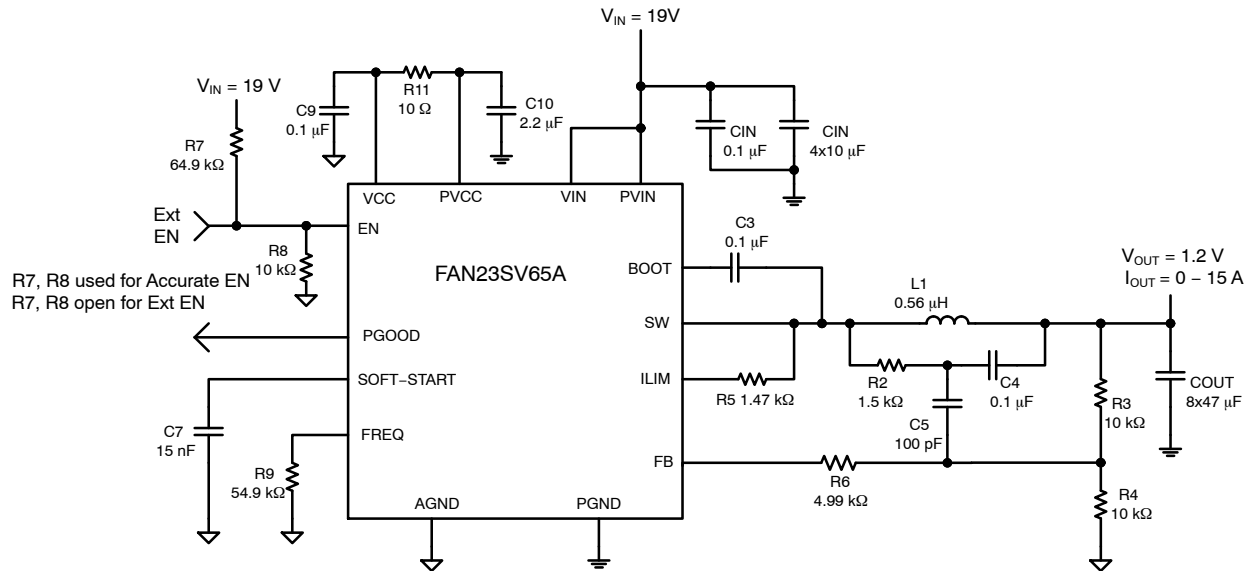 V_IN = 19V
V_IN = 19 V
R11
10 Ω
C9
0.1 μF
C10
2.2 μF
CIN
0.1 μF
CIN
4x10 μF
R7
64.9 kΩ
VCC
PVCC
VIN
PVIN
Ext
EN
EN
R8
10 kΩ
C3
0.1 μF
FAN23SV65A
BOOT
V_OUT = 1.2 V
I_OUT = 0 – 15 A
R7, R8 used for Accurate EN
R7, R8 open for Ext EN
L1
0.56 μH
SW
PGOOD
SOFT–START
ILIM
R5 1.47 kΩ
R2
1.5 kΩ
C4
0.1 μF
COUT
8x47 μF
R3
10 kΩ
C5
100 pF
C7
15 nF
FREQ
FB
R9
54.9 kΩ
R6
4.99 kΩ
R4
10 kΩ
AGND
PGND